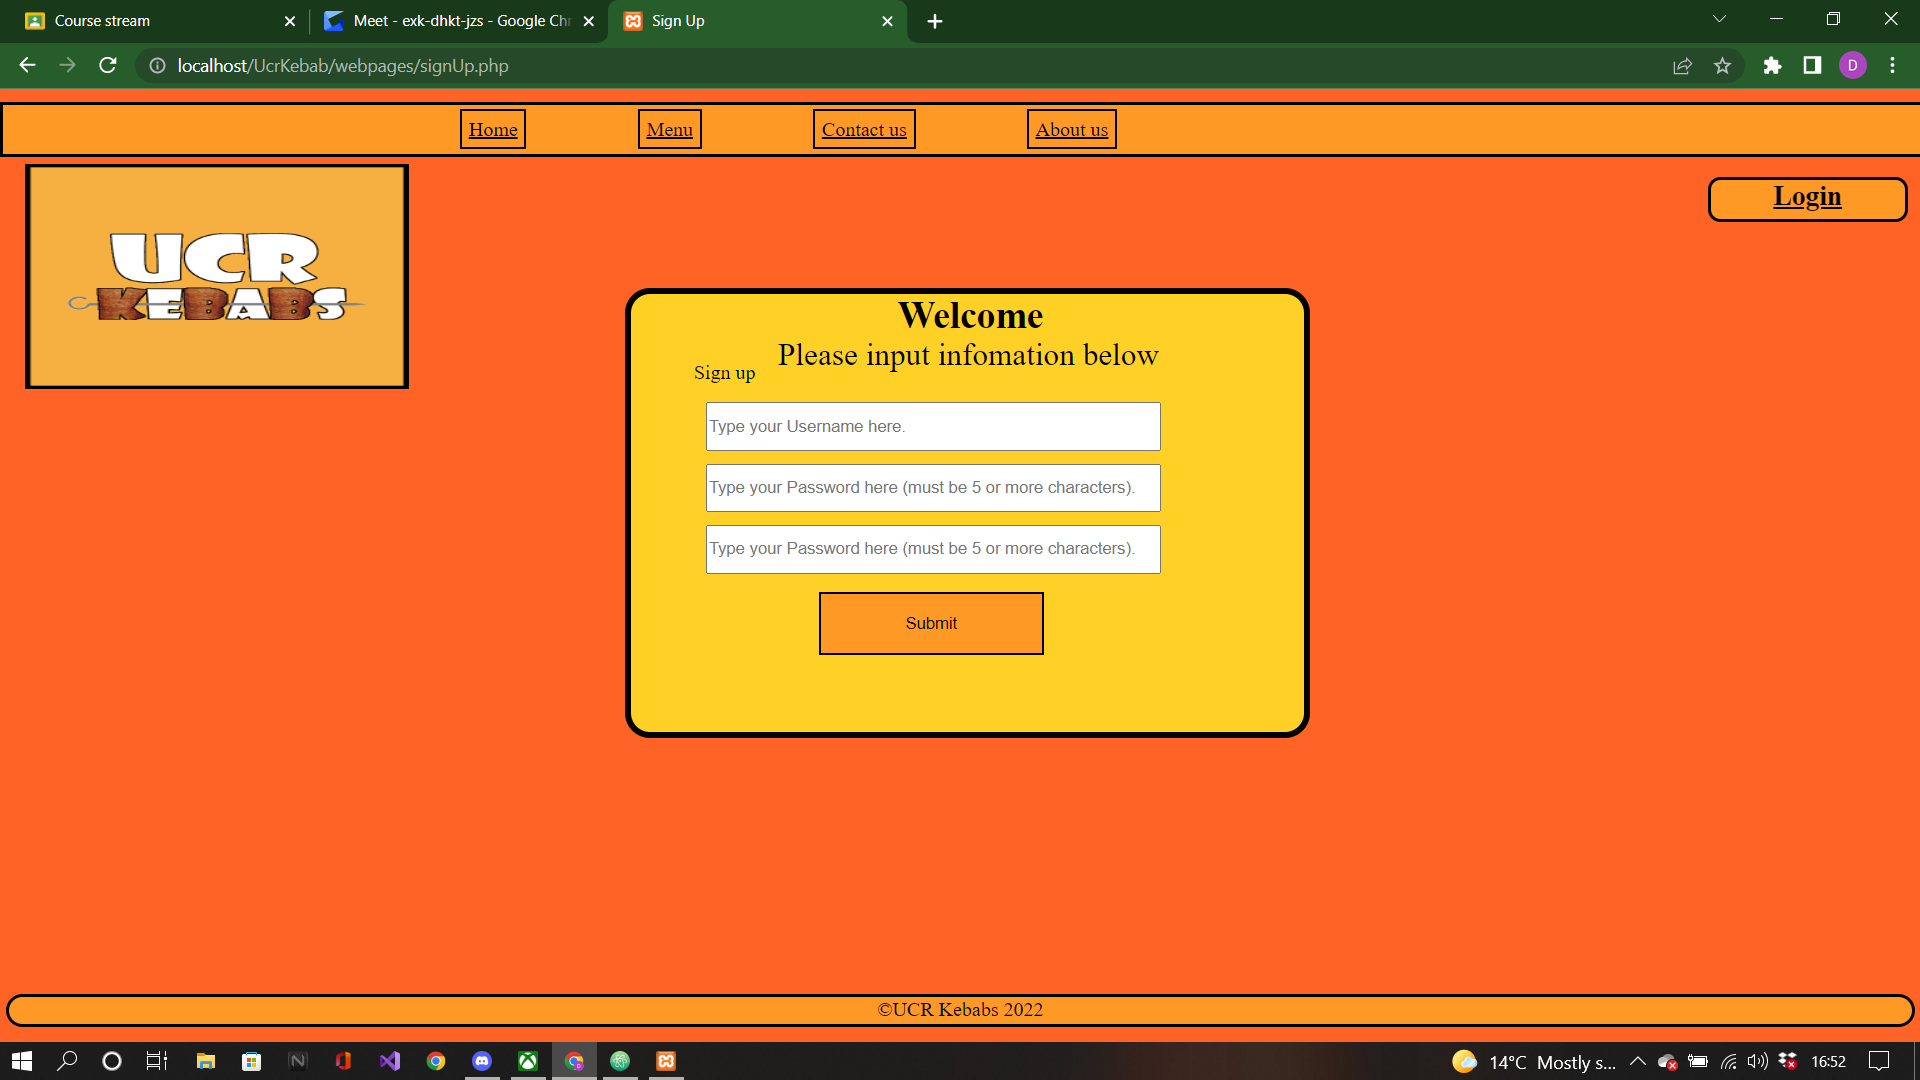 Course stream
Meet - exk-dhkt-jzs - Google Chr
Sign Up
localhost/UcrKebab/webpages/signUp.php
D
Home
Menu
Contact us
About us
UCR
KEBABS
Login
Welcome
Please input infomation below
Sign up
Type your Username here.
Type your Password here (must be 5 or more characters).
Type your Password here (must be 5 or more characters).
Submit
©UCR Kebabs 2022
14°C Mostly s...
16:52